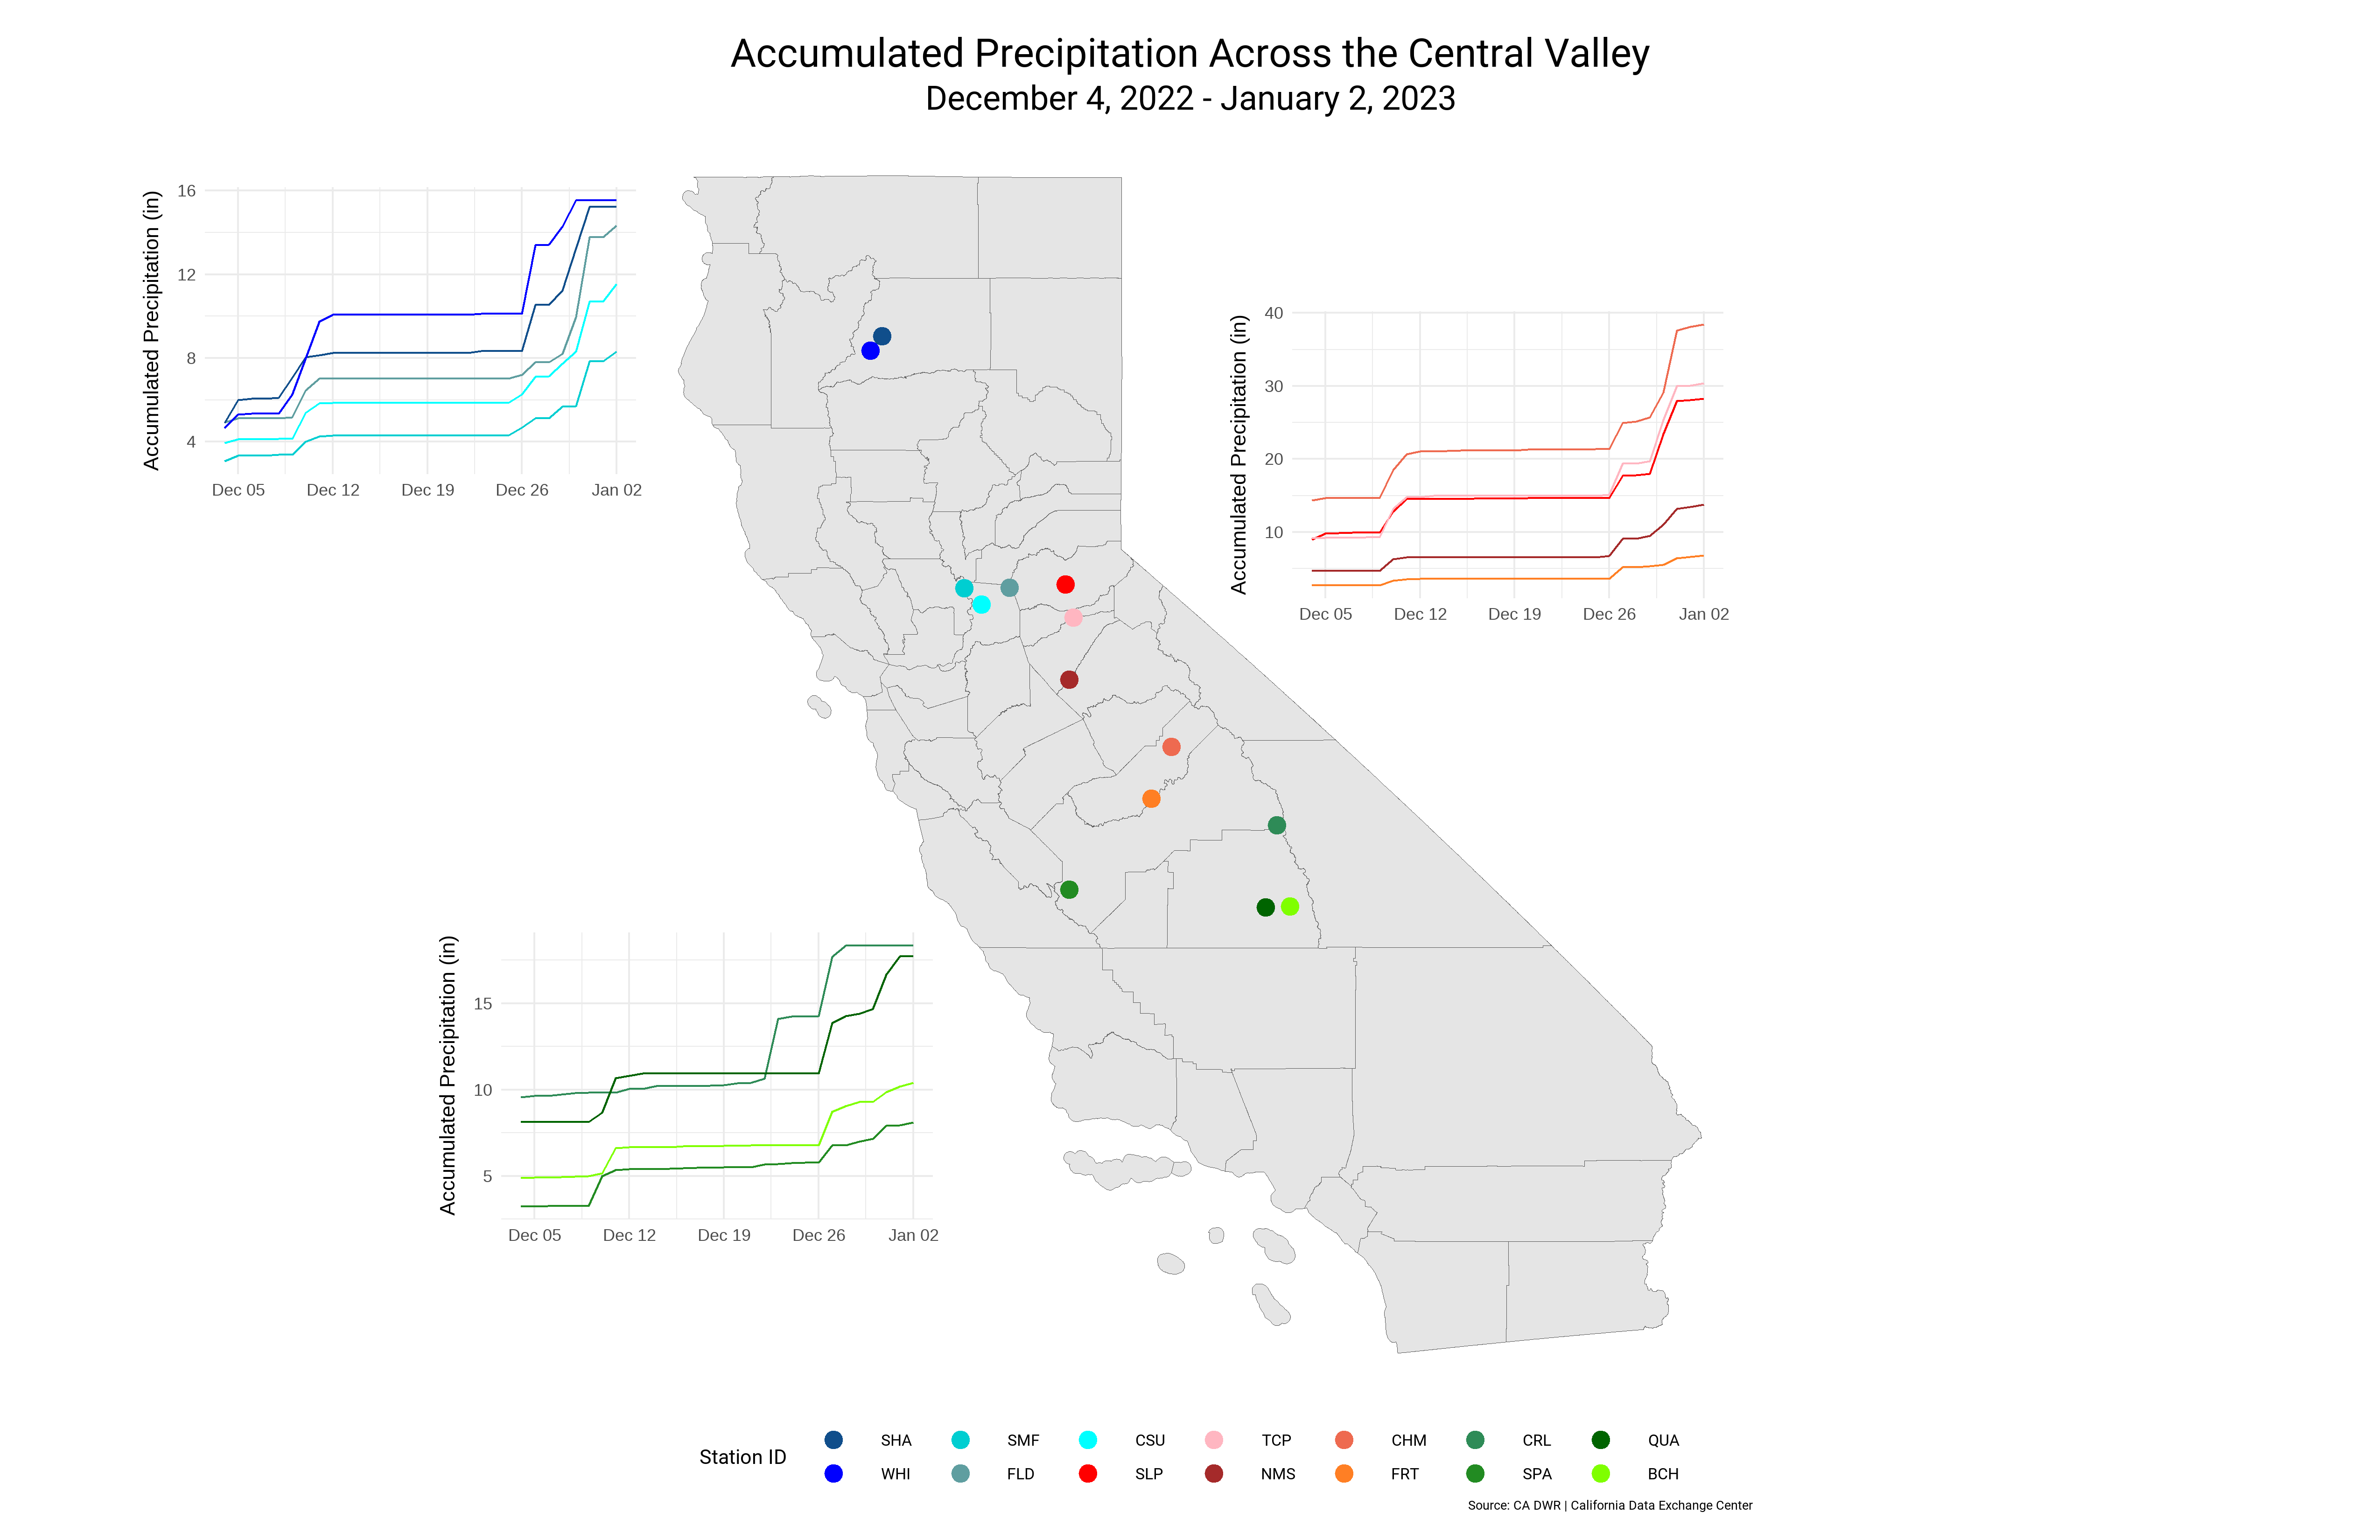 Accumulated Precipitation Across the Central Valley
December 4, 2022 - January 2, 2023
Accumulated Precipitation (in)
16
12
8
4
Dec 05 Dec 12 Dec 19 Dec 26 Jan 02
Accumulated Precipitation (in)
40
30
20
10
Dec 05 Dec 12 Dec 19 Dec 26 Jan 02
Accumulated Precipitation (in)
15
10
5
Dec 05 Dec 12 Dec 19 Dec 26 Jan 02
Station ID
SHA SMF CSU TCP CHM CRL QUA
WHI FLD SLP NMS FRT SPA BCH
Source: CA DWR | California Data Exchange Center